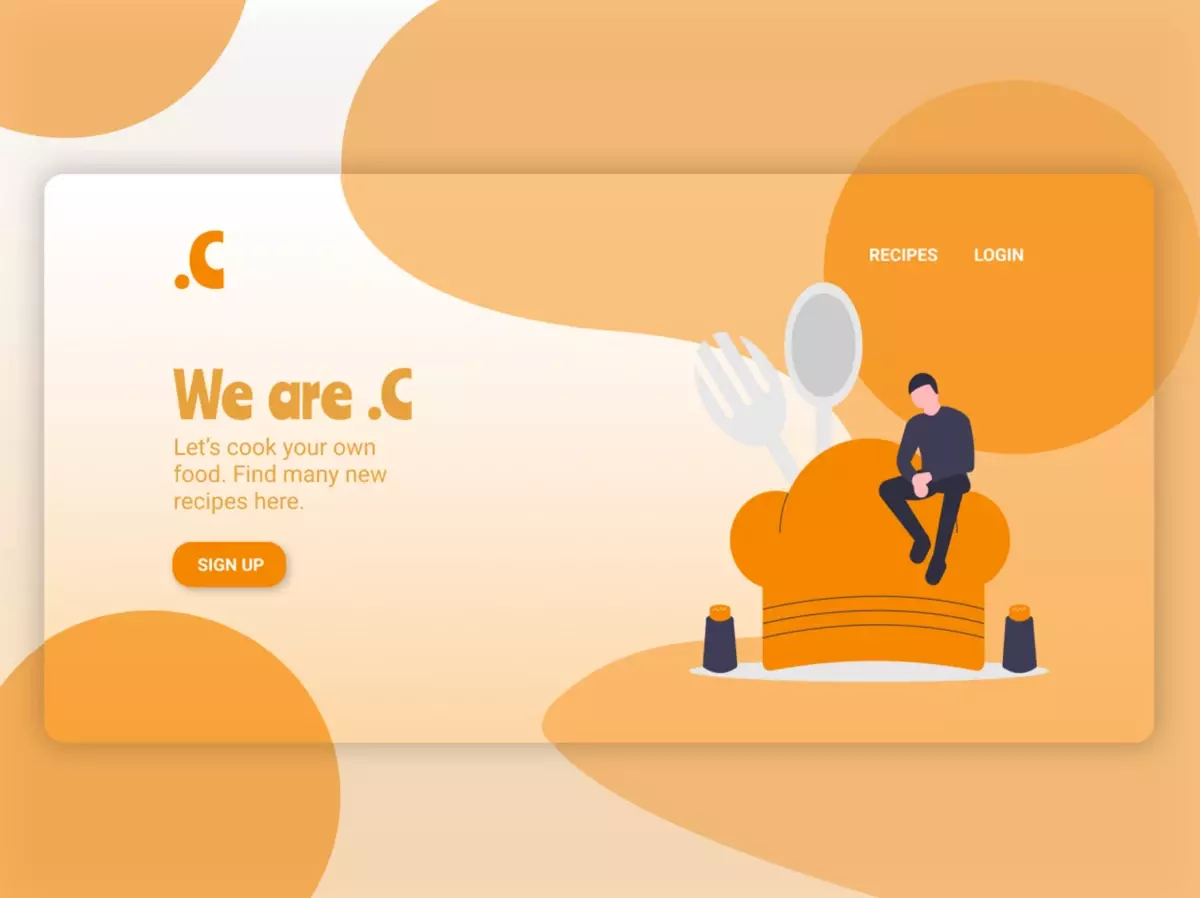 .C
RECIPES LOGIN
We are .C
Let's cook your own
food. Find many new
recipes here.
SIGN UP